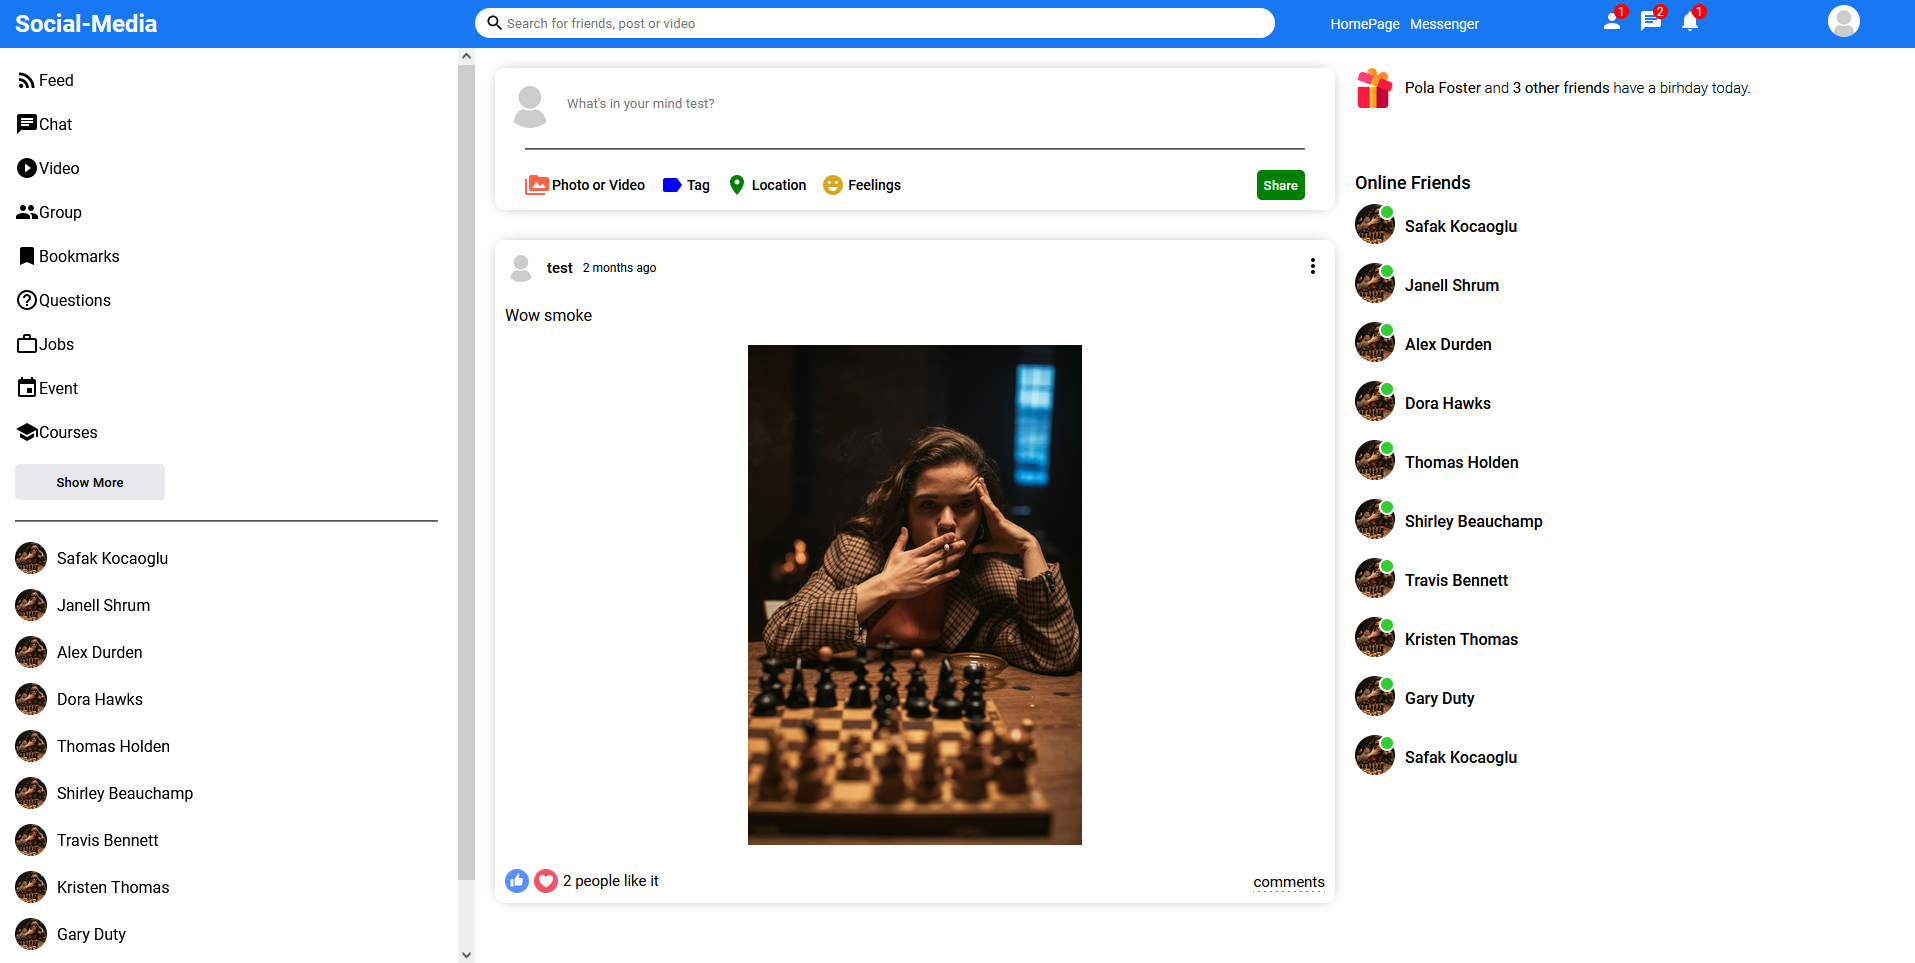 Social-Media
Search for friends, post or video
HomePage Messenger
1
2
1
Feed
Chat
Video
Group
Bookmarks
Questions
Jobs
Event
Courses
Show More
Safak Kocaoglu
Janell Shrum
Alex Durden
Dora Hawks
Thomas Holden
Shirley Beauchamp
Travis Bennett
Kristen Thomas
Gary Duty
What's in your mind test?
Photo or Video Tag Location Feelings Share
test 2 months ago
Wow smoke
2 people like it comments
Pola Foster and 3 other friends have a birhday today.
Online Friends
Safak Kocaoglu
Janell Shrum
Alex Durden
Dora Hawks
Thomas Holden
Shirley Beauchamp
Travis Bennett
Kristen Thomas
Gary Duty
Safak Kocaoglu